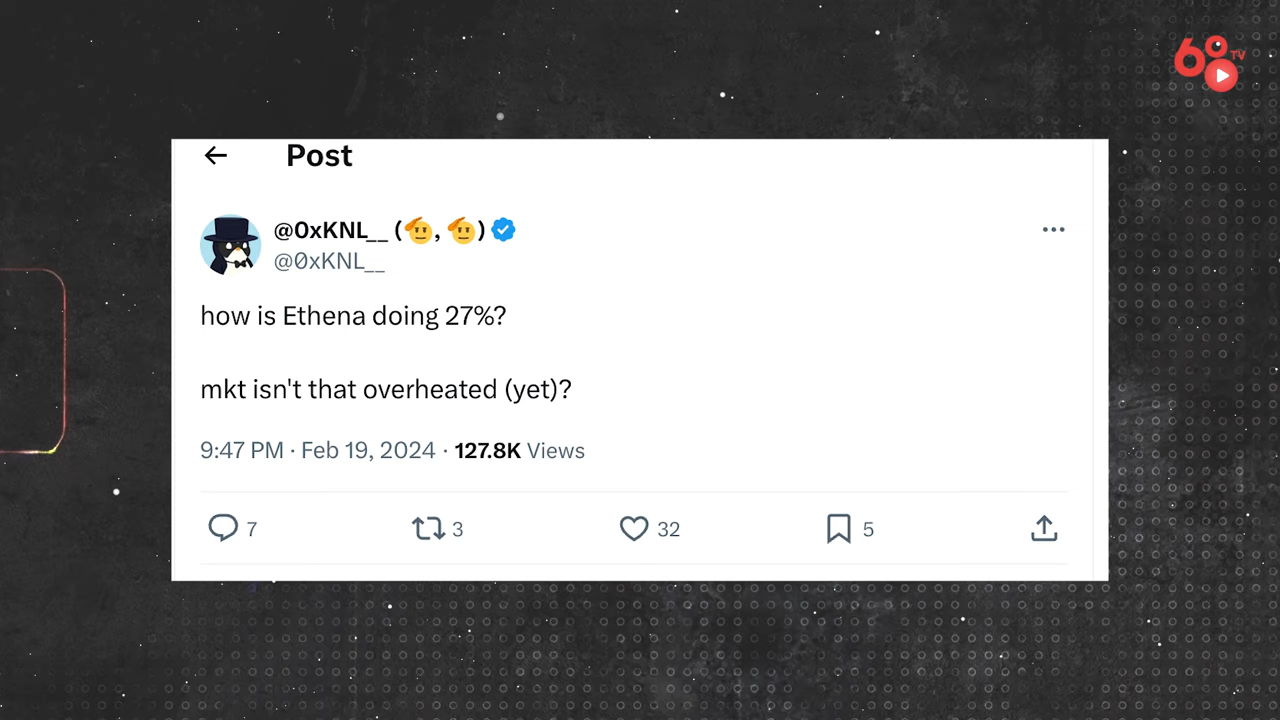 60 TV
Post
@0xKNL__ (🫡, 🫡)
@0xKNL__
how is Ethena doing 27%?
mkt isn't that overheated (yet)?
9:47 PM · Feb 19, 2024 · 127.8K Views
7 3 32 5